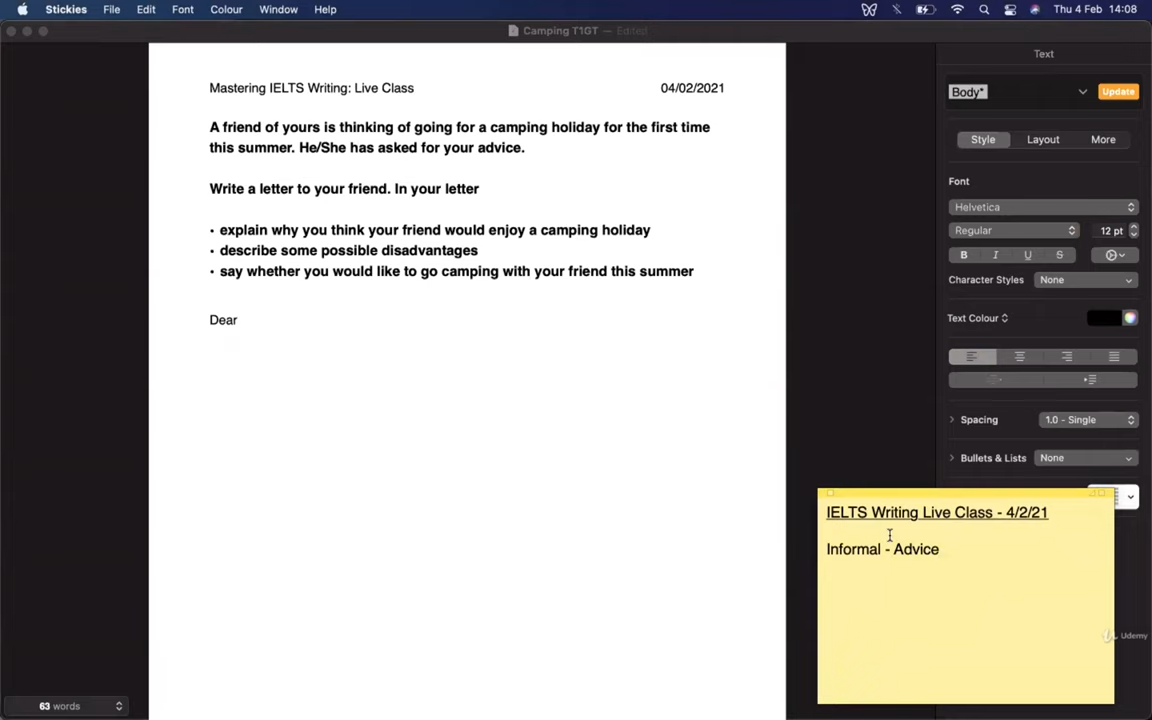 Stickies File Edit Font Colour Window Help Thu 4 Feb 14:08
Camping T1GT — Edited
Text
Mastering IELTS Writing: Live Class 04/02/2021
Body* Update
A friend of yours is thinking of going for a camping holiday for the first time
this summer. He/She has asked for your advice.
Style Layout More
Write a letter to your friend. In your letter
Font
Helvetica
• explain why you think your friend would enjoy a camping holiday
Regular 12 pt
• describe some possible disadvantages
B I U S
• say whether you would like to go camping with your friend this summer
Character Styles None
Dear
Text Colour
Spacing 1.0 - Single
Bullets & Lists None
IELTS Writing Live Class - 4/2/21
Informal - Advice
Udemy
63 words